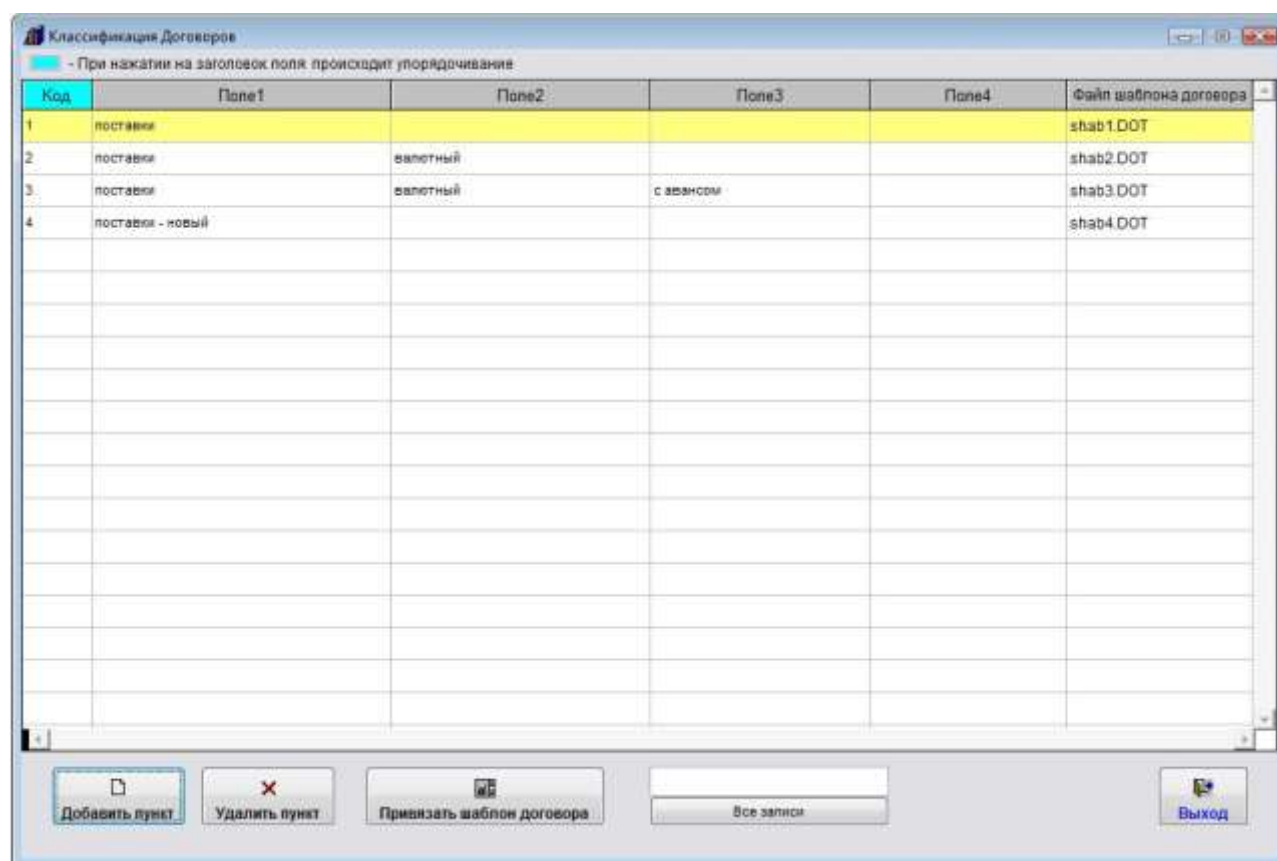 Классификация Договоров
- При нажатии на заголовок поля происходит упорядочивание
Код Поле1 Поле2 Поле3 Поле4 Файл шаблона договора
1 поставки shab1.DOT
2 поставки валютный shab2.DOT
3 поставки валютный с авансом shab3.DOT
4 поставки - новый shab4.DOT
Добавить пункт Удалить пункт Привязать шаблон договора Все записи Выход